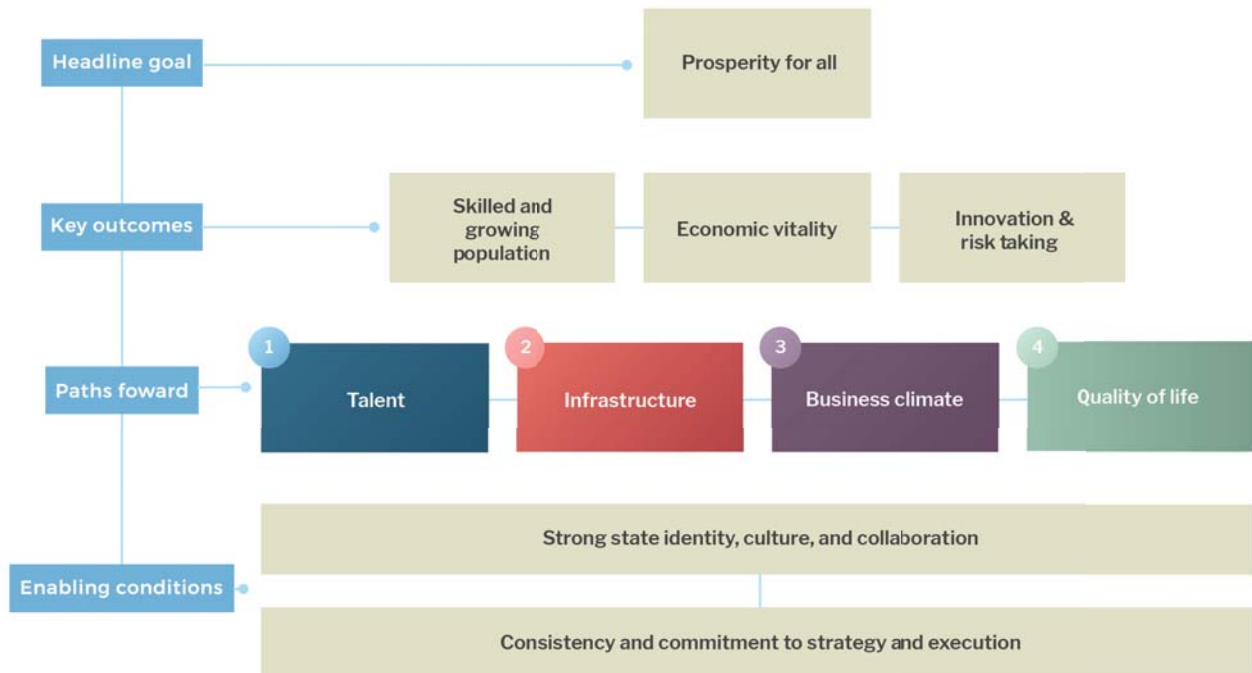 Headline goal
Prosperity for all
Key outcomes
Skilled and
growing
population
Economic vitality
Innovation &
risk taking
Paths foward
1
Talent
2
Infrastructure
3
Business climate
4
Quality of life
Enabling conditions
Strong state identity, culture, and collaboration
Consistency and commitment to strategy and execution